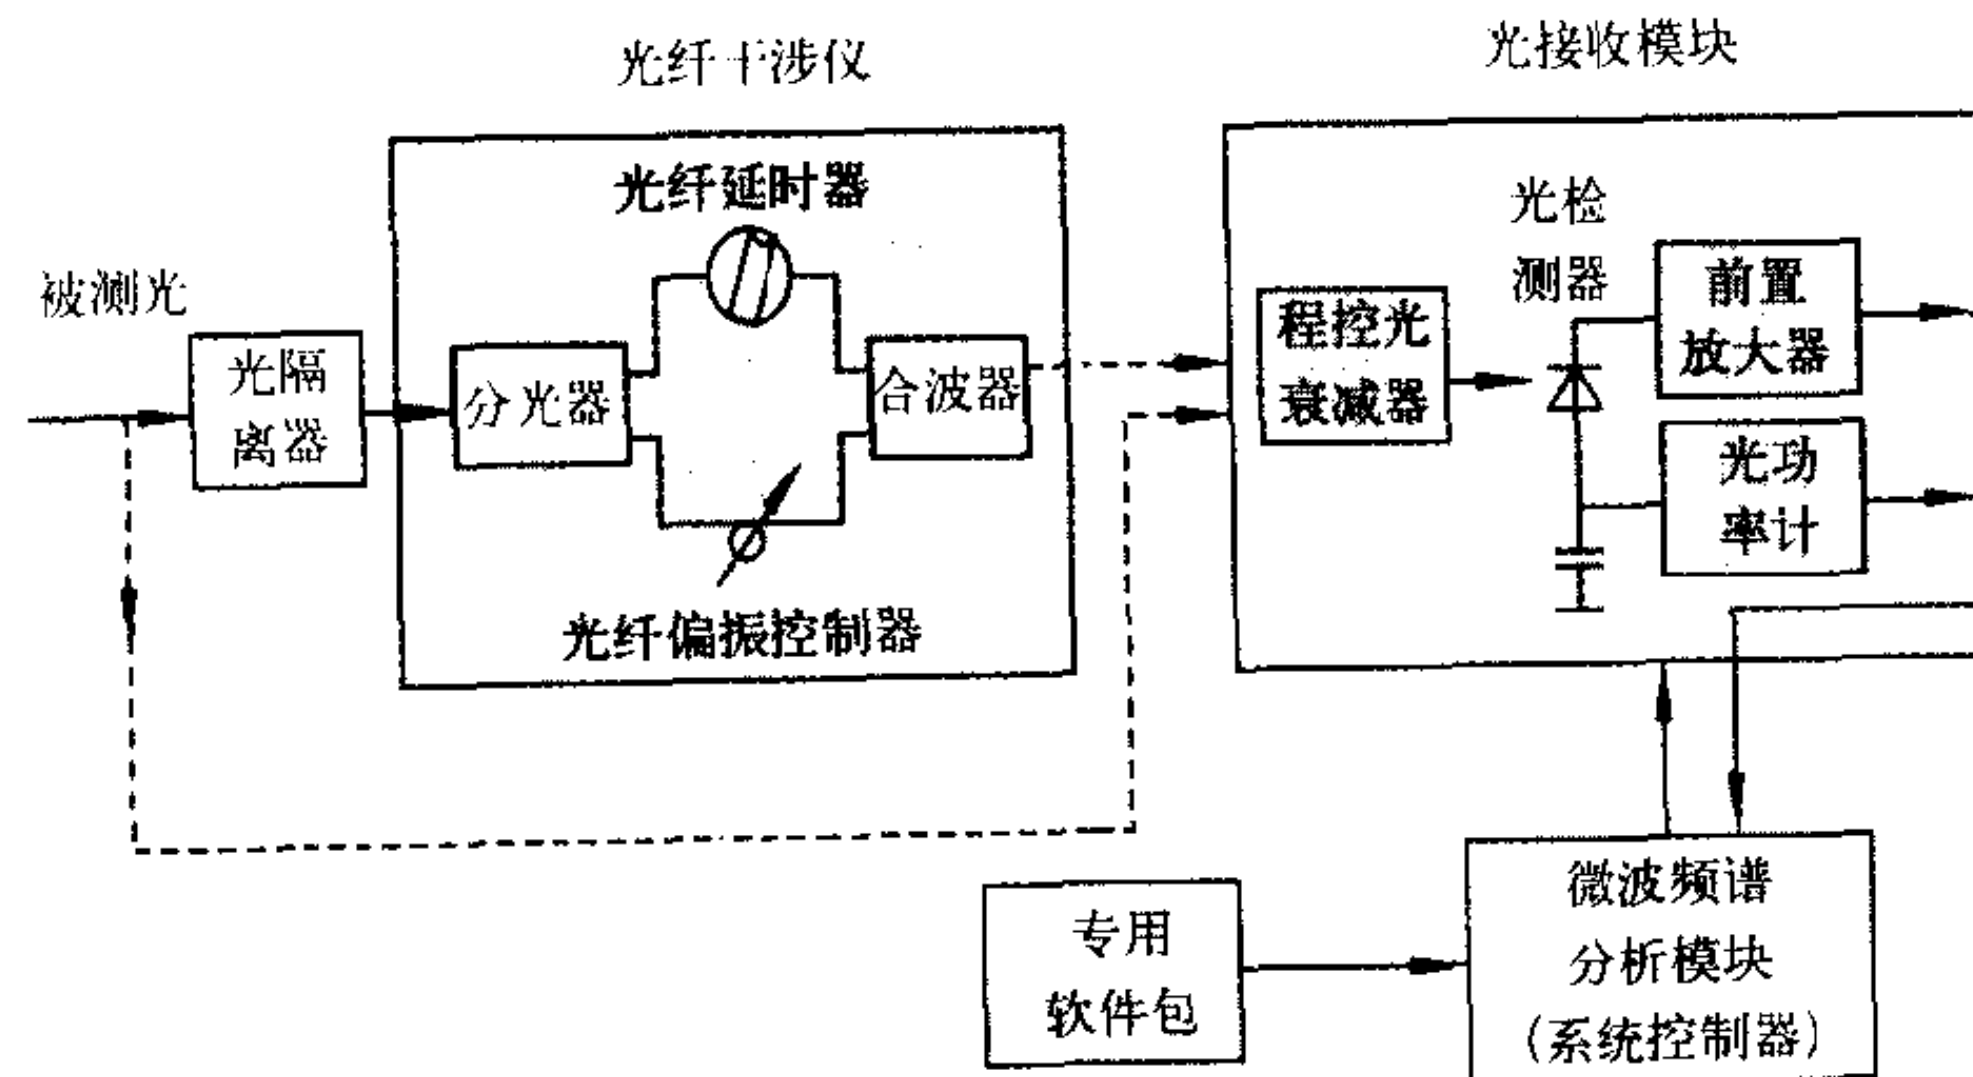 光纤干涉仪
光接收模块
光纤延时器
被测光
光隔
离器
分光器
合波器
光纤偏振控制器
程控光
衰减器
光检
测器
前置
放大器
光功
率计
专用
软件包
微波频谱
分析模块
(系统控制器)